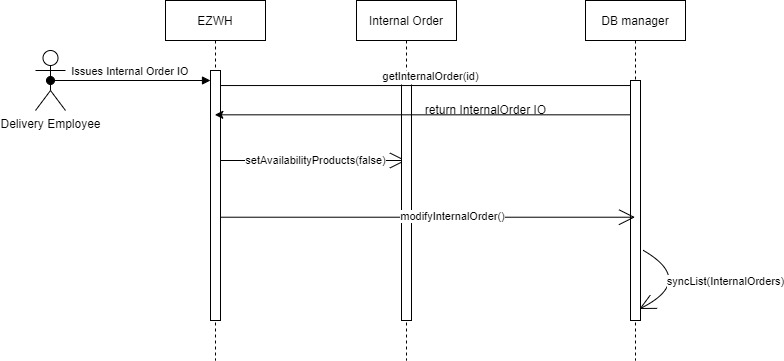 EZWH
Internal Order
DB manager
Issues Internal Order IO
getInternalOrder(id)
return InternalOrder IO
Delivery Employee
setAvailabilityProducts(false)
modifyInternalOrder()
syncList(InternalOrders)